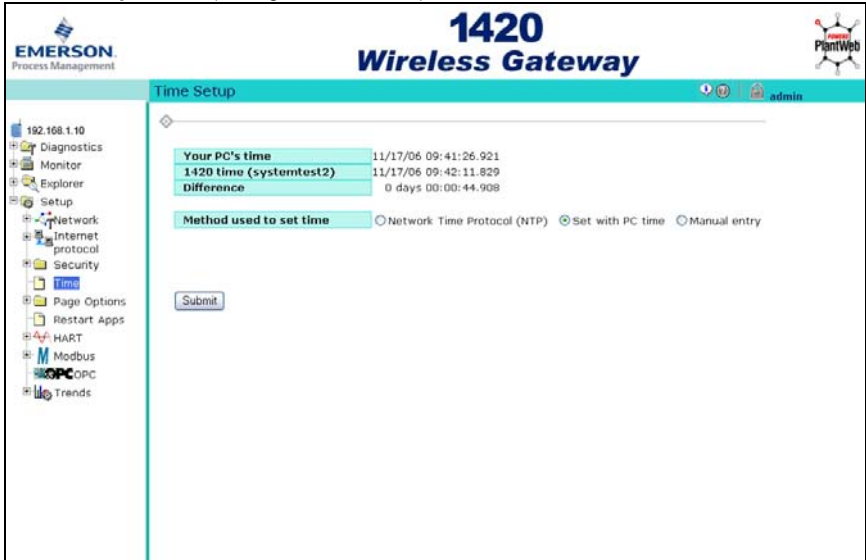 EMERSON
Process Management
1420
Wireless Gateway
POWERED
PlantWeb
Time Setup
admin
192.168.1.10
Diagnostics
Monitor
Explorer
Setup
Network
Internet
protocol
Security
Time
Page Options
Restart Apps
HART
Modbus
OPC OPC
Trends
Your PC's time 11/17/06 09:41:26.921
1420 time (systemtest2) 11/17/06 09:42:11.829
Difference 0 days 00:00:44.908
Method used to set time Network Time Protocol (NTP) Set with PC time Manual entry
Submit